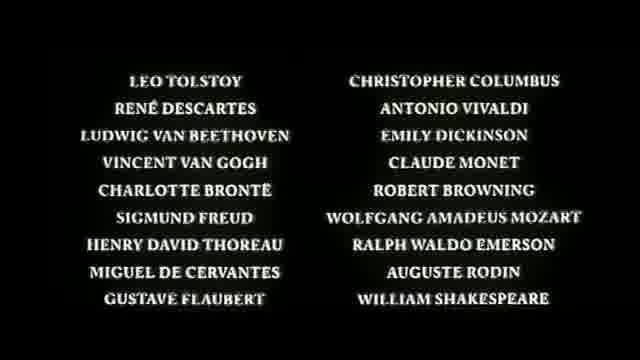 LEO TOLSTOY
RENÉ DESCARTES
LUDWIG VAN BEETHOVEN
VINCENT VAN GOGH
CHARLOTTE BRONTË
SIGMUND FREUD
HENRY DAVID THOREAU
MIGUEL DE CERVANTES
GUSTAVE FLAUBERT
CHRISTOPHER COLUMBUS
ANTONIO VIVALDI
EMILY DICKINSON
CLAUDE MONET
ROBERT BROWNING
WOLFGANG AMADEUS MOZART
RALPH WALDO EMERSON
AUGUSTE RODIN
WILLIAM SHAKESPEARE